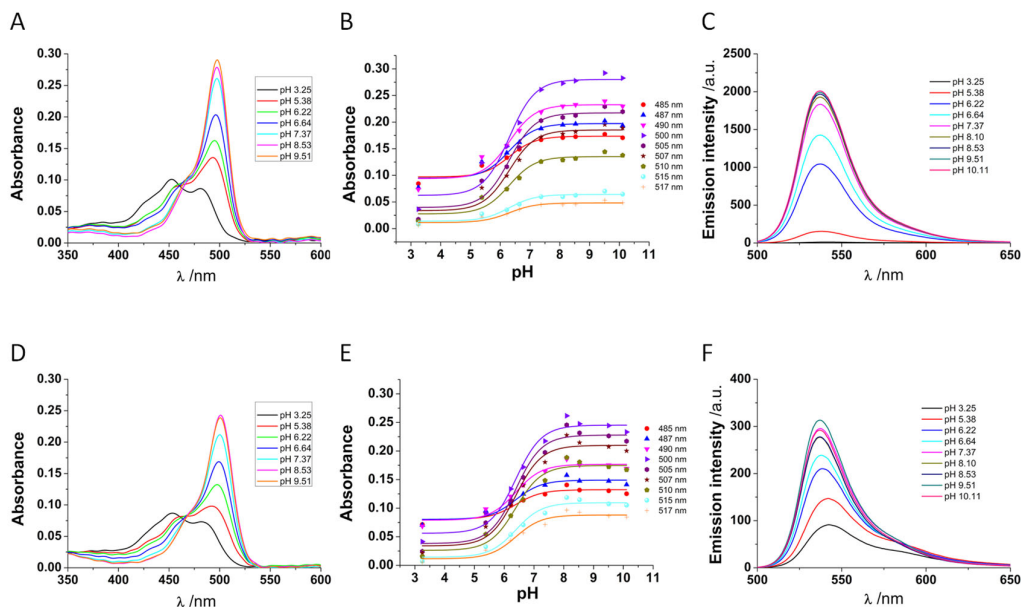 A
Absorbance
0.30
0.25
0.20
0.15
0.10
0.05
0.00
350
400
450
500
550
600
λ /nm
pH 3.25
pH 5.38
pH 6.22
pH 6.64
pH 7.37
pH 8.53
pH 9.51
B
Absorbance
0.30
0.25
0.20
0.15
0.10
0.05
0.00
3
4
5
6
7
8
9
10
11
pH
485 nm
487 nm
490 nm
500 nm
505 nm
507 nm
510 nm
515 nm
517 nm
C
Emission intensity /a.u.
2500
2000
1500
1000
500
0
500
550
600
650
λ /nm
pH 3.25
pH 5.38
pH 6.22
pH 6.64
pH 7.37
pH 8.10
pH 8.53
pH 9.51
pH 10.11
D
Absorbance
0.30
0.25
0.20
0.15
0.10
0.05
0.00
350
400
450
500
550
600
λ /nm
pH 3.25
pH 5.38
pH 6.22
pH 6.64
pH 7.37
pH 8.53
pH 9.51
E
Absorbance
0.30
0.25
0.20
0.15
0.10
0.05
0.00
3
4
5
6
7
8
9
10
11
pH
485 nm
487 nm
490 nm
500 nm
505 nm
507 nm
510 nm
515 nm
517 nm
F
Emission intensity /a.u.
400
300
200
100
0
500
550
600
650
λ /nm
pH 3.25
pH 5.38
pH 6.22
pH 6.64
pH 7.37
pH 8.10
pH 8.53
pH 9.51
pH 10.11